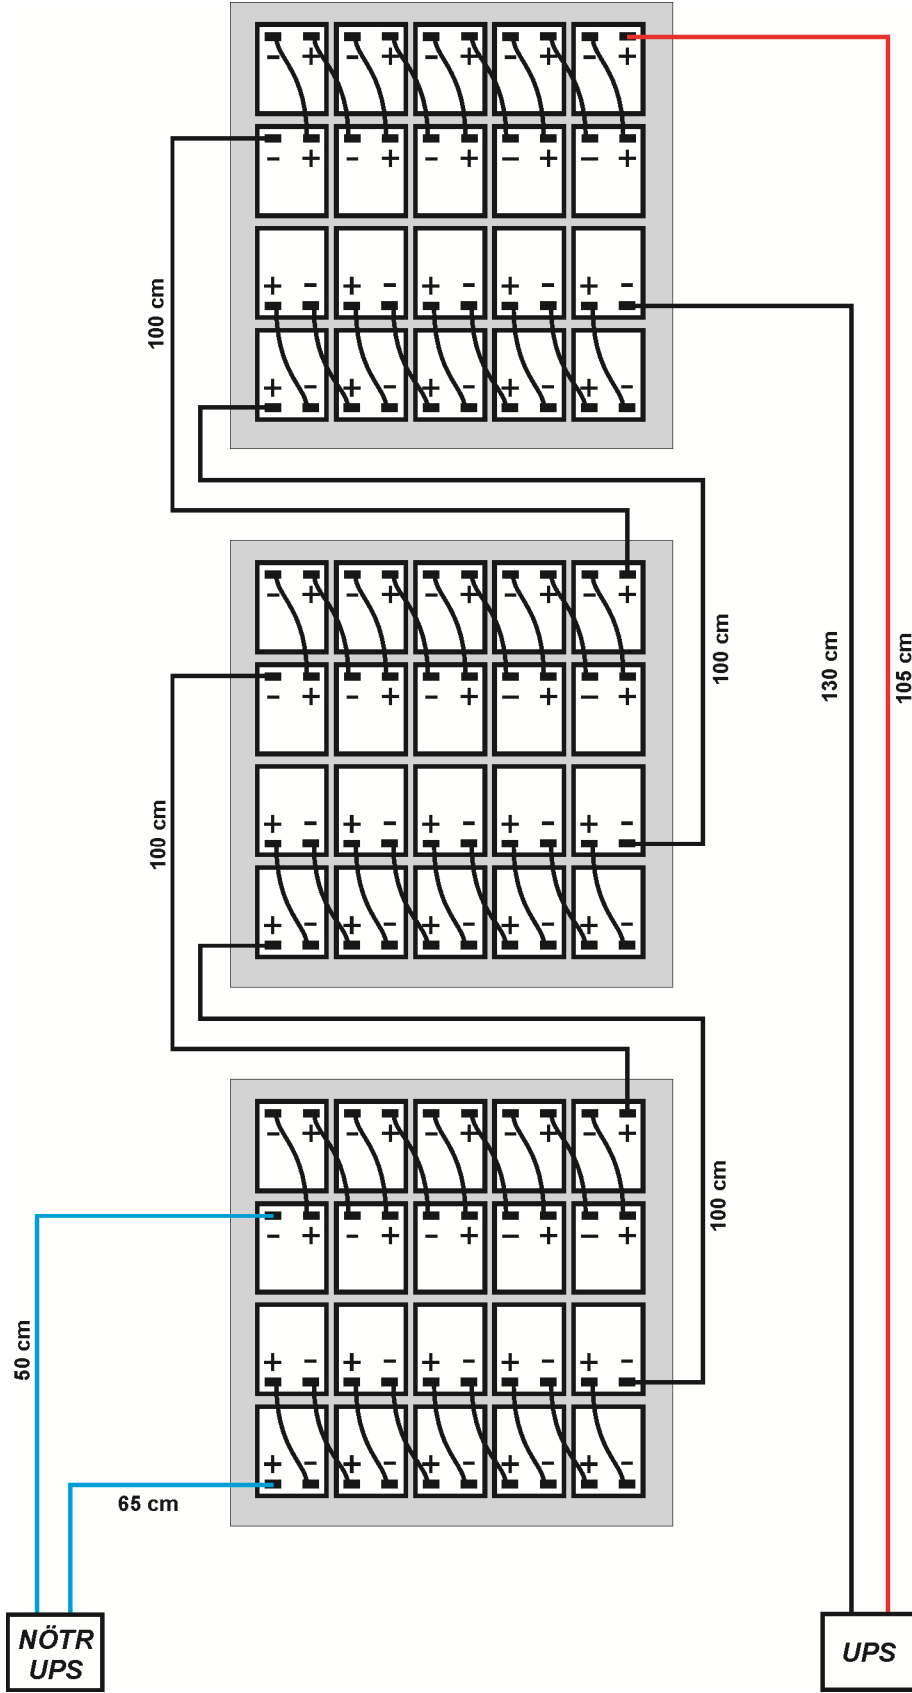 - + - + - + - + - +
- + - + - + - + - +
+ - + - + - + - + -
+ - + - + - + - + -
100 cm
- + - + - + - + - +
- + - + - + - + - +
+ - + - + - + - + -
+ - + - + - + - + -
100 cm
100 cm
130 cm
105 cm
- + - + - + - + - +
- + - + - + - + - +
+ - + - + - + - + -
+ - + - + - + - + -
100 cm
50 cm
65 cm
NÖTR
UPS
UPS